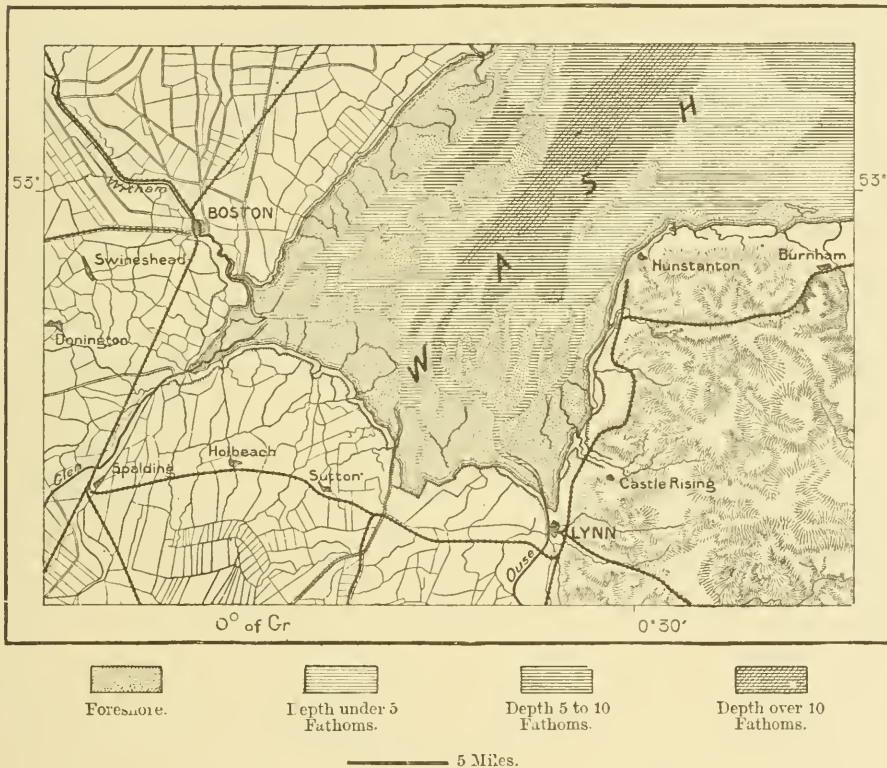 H
53°
53°
Witham
S
BOSTON
Swineshead
Hunstanton
Burnham
A
Donington
W
Glen
Spalding
Holbeach
Sutton
Castle Rising
LYNN
Ouse
0° of Gr
0°30'
Foreshore.
Depth under 5
Fathoms.
Depth 5 to 10
Fathoms.
Depth over 10
Fathoms.
5 Miles.